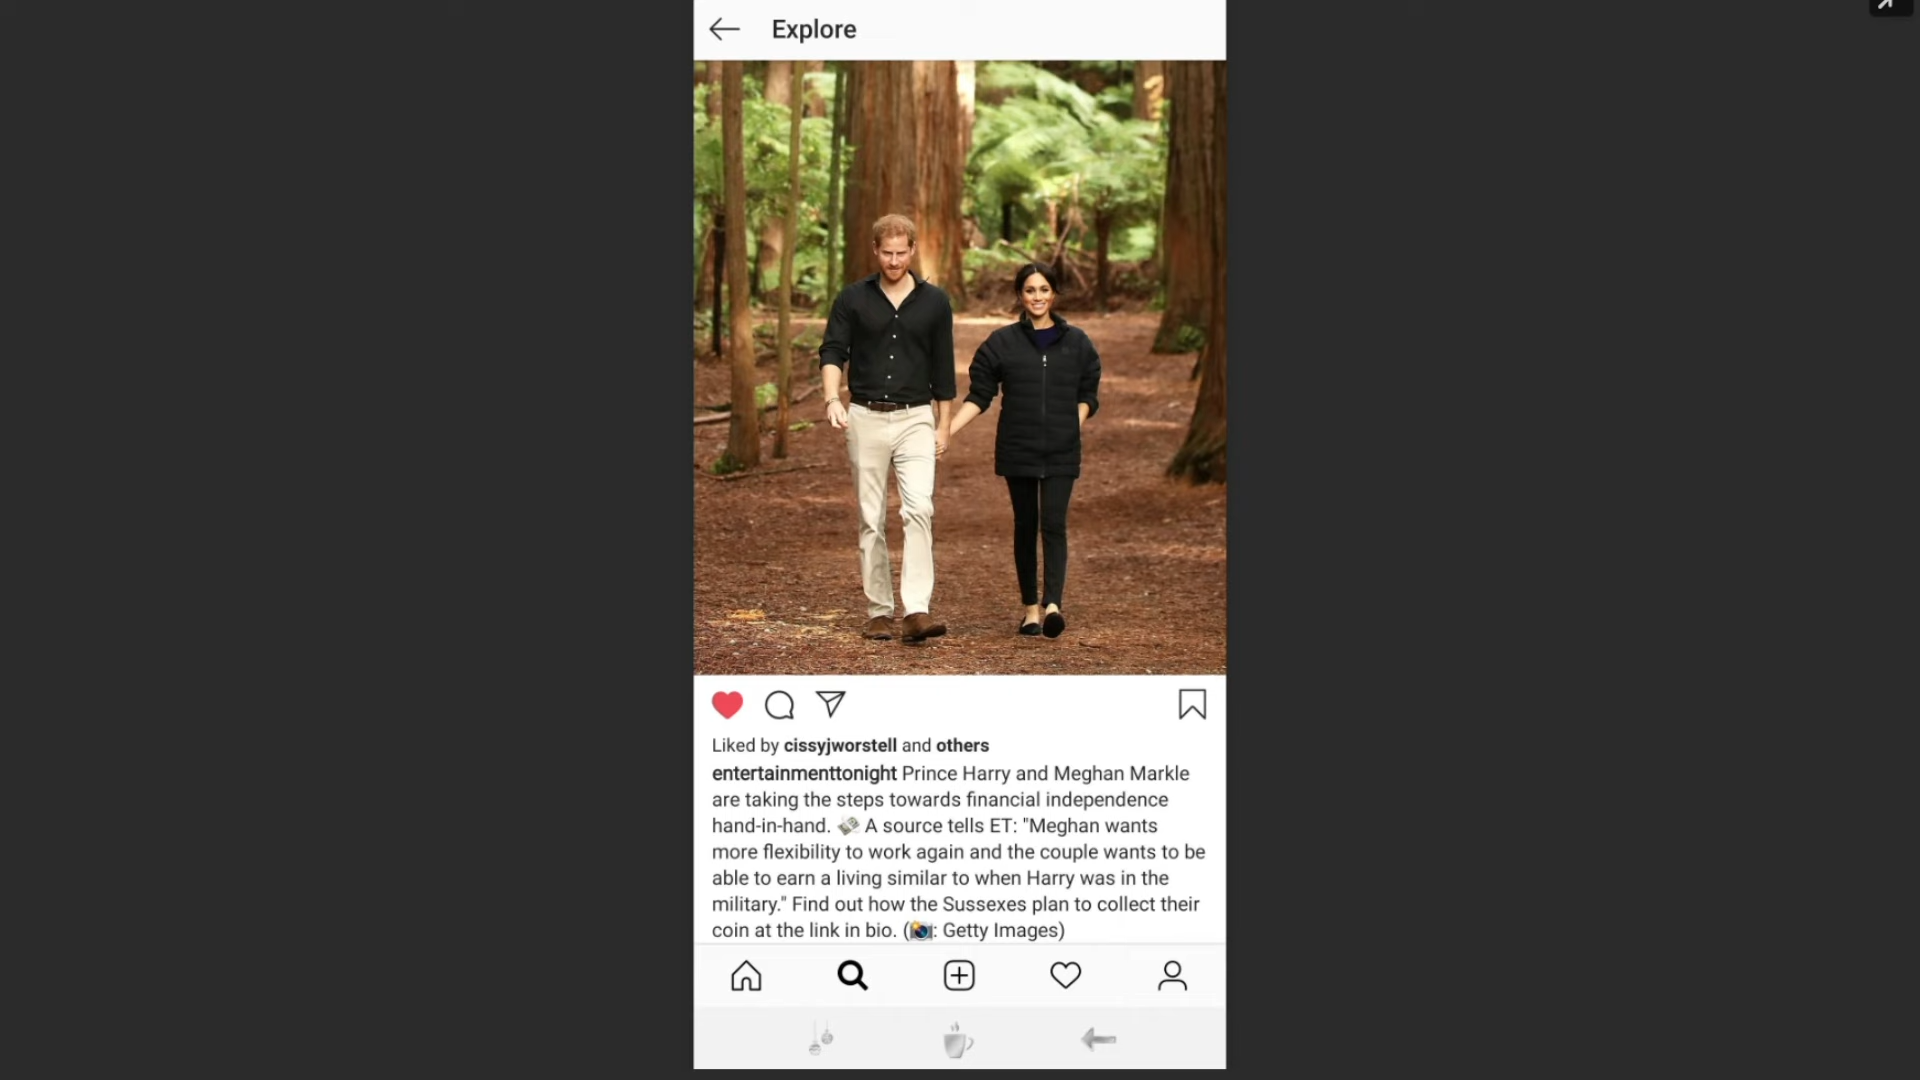 Explore
Liked by cissyjworstell and others
entertainmenttonight Prince Harry and Meghan Markle
are taking the steps towards financial independence
hand-in-hand. 💸 A source tells ET: "Meghan wants
more flexibility to work again and the couple wants to be
able to earn a living similar to when Harry was in the
military." Find out how the Sussexes plan to collect their
coin at the link in bio. (📸: Getty Images)